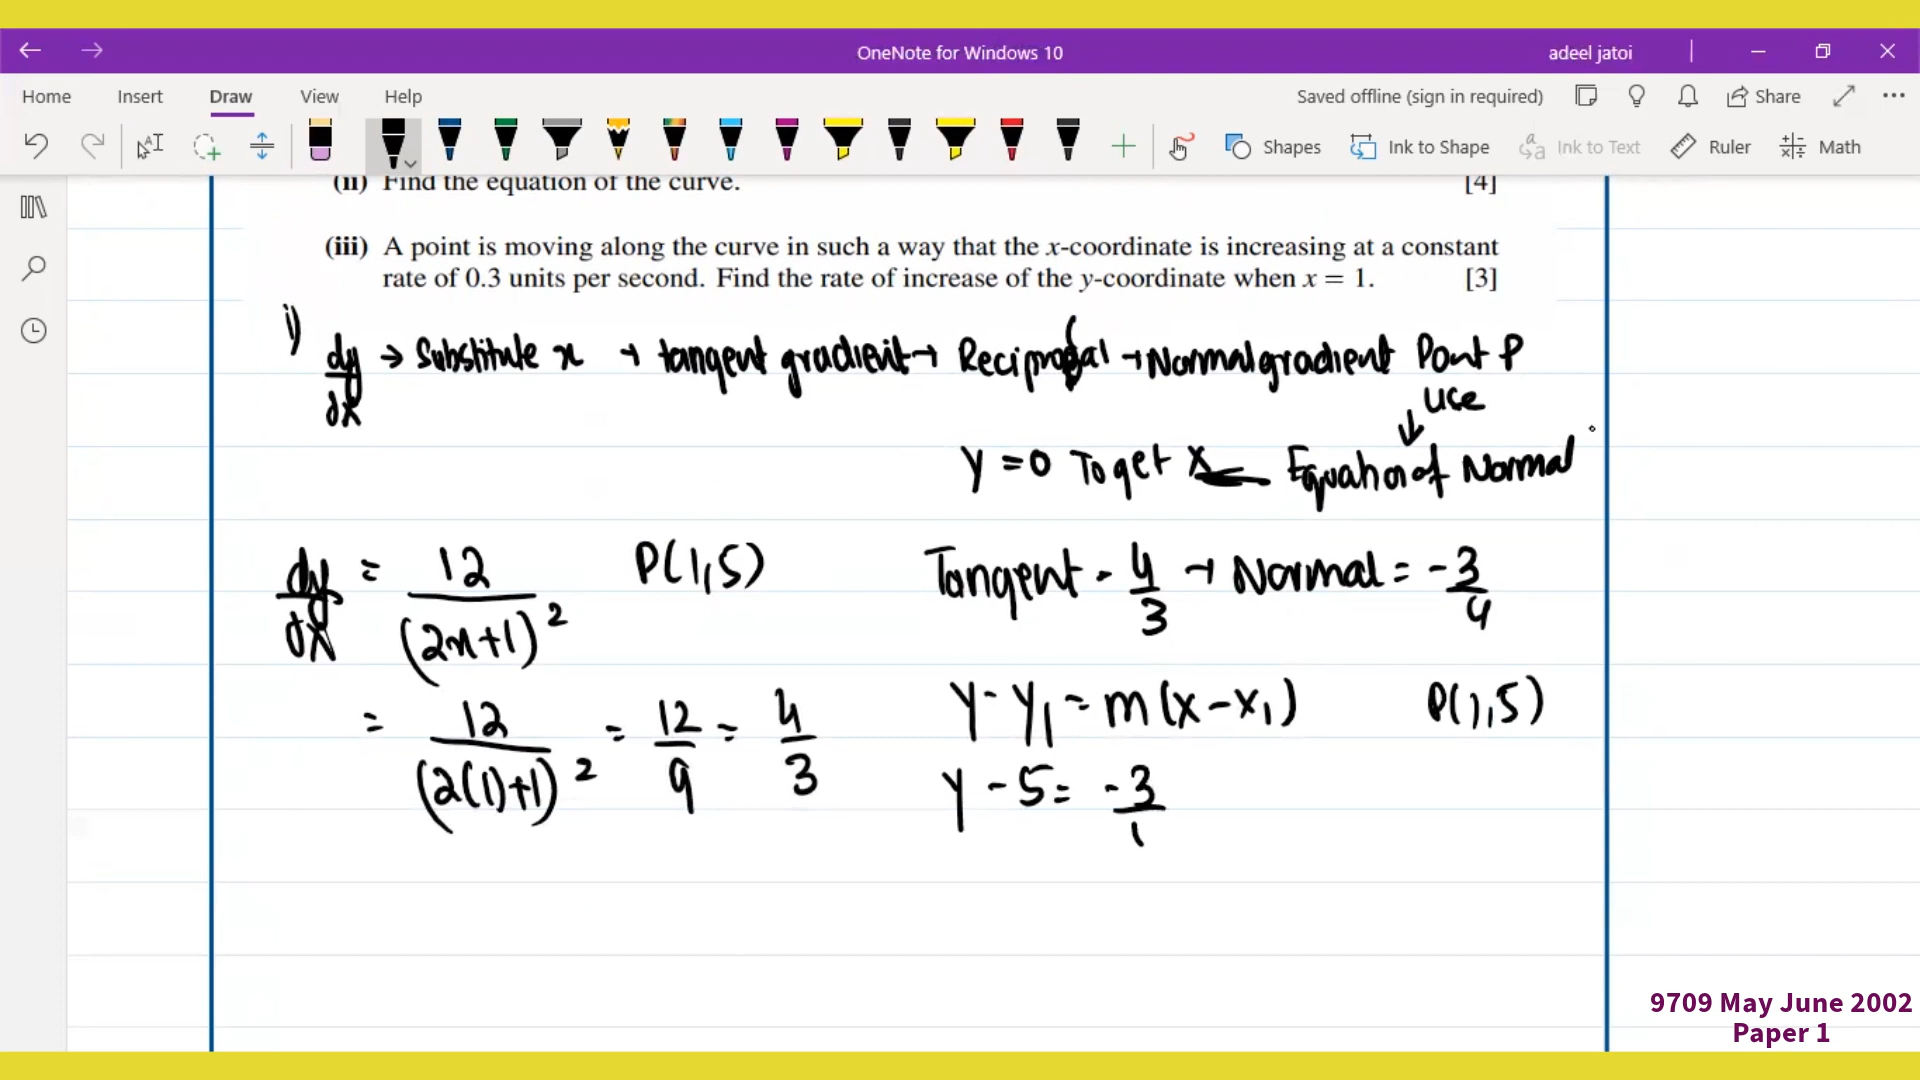 OneNote for Windows 10
adeel jatoi
Home Insert Draw View Help
Saved offline (sign in required) Share
Shapes Ink to Shape Ink to Text Ruler Math
(ii) Find the equation of the curve. [4]
(iii) A point is moving along the curve in such a way that the x-coordinate is increasing at a constant
rate of 0.3 units per second. Find the rate of increase of the y-coordinate when x = 1. [3]
i) dy/dx → Substitute x → tangent gradient → Reciprocal → Normal gradient Point P
use
↓
y = 0 To get x ← Equation of Normal
dy/dx = 12/(2x+1)² P(1,5)
= 12/(2(1)+1)² = 12/9 = 4/3
Tangent - 4/3 → Normal = -3/4
y - y₁ = m(x - x₁) P(1,5)
y - 5 = -3/
9709 May June 2002
Paper 1